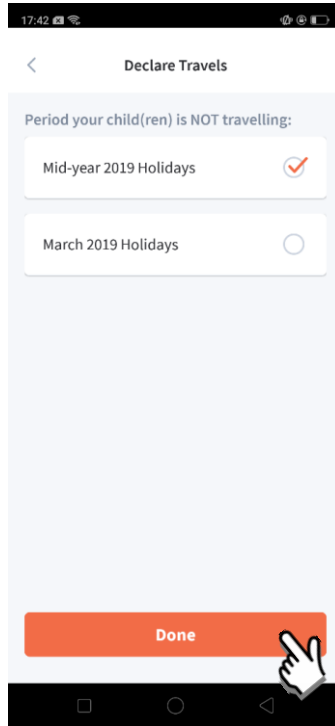 17:42
Declare Travels
Period your child(ren) is NOT travelling:
Mid-year 2019 Holidays
March 2019 Holidays
Done